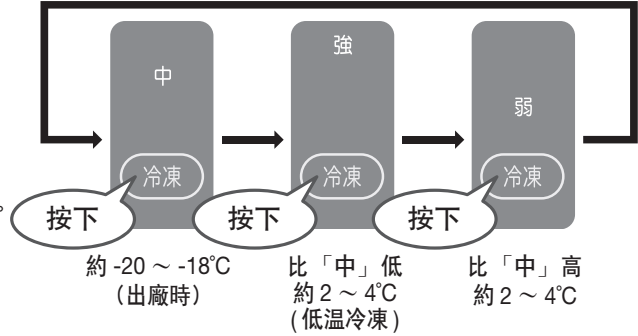 中
強
弱
冷凍
冷凍
冷凍
。
按下
按下
按下
約 -20 ～ -18℃
（出廠時）
比「中」低
約 2 ～ 4℃
(低温冷凍)
比「中」高
約 2 ～ 4℃